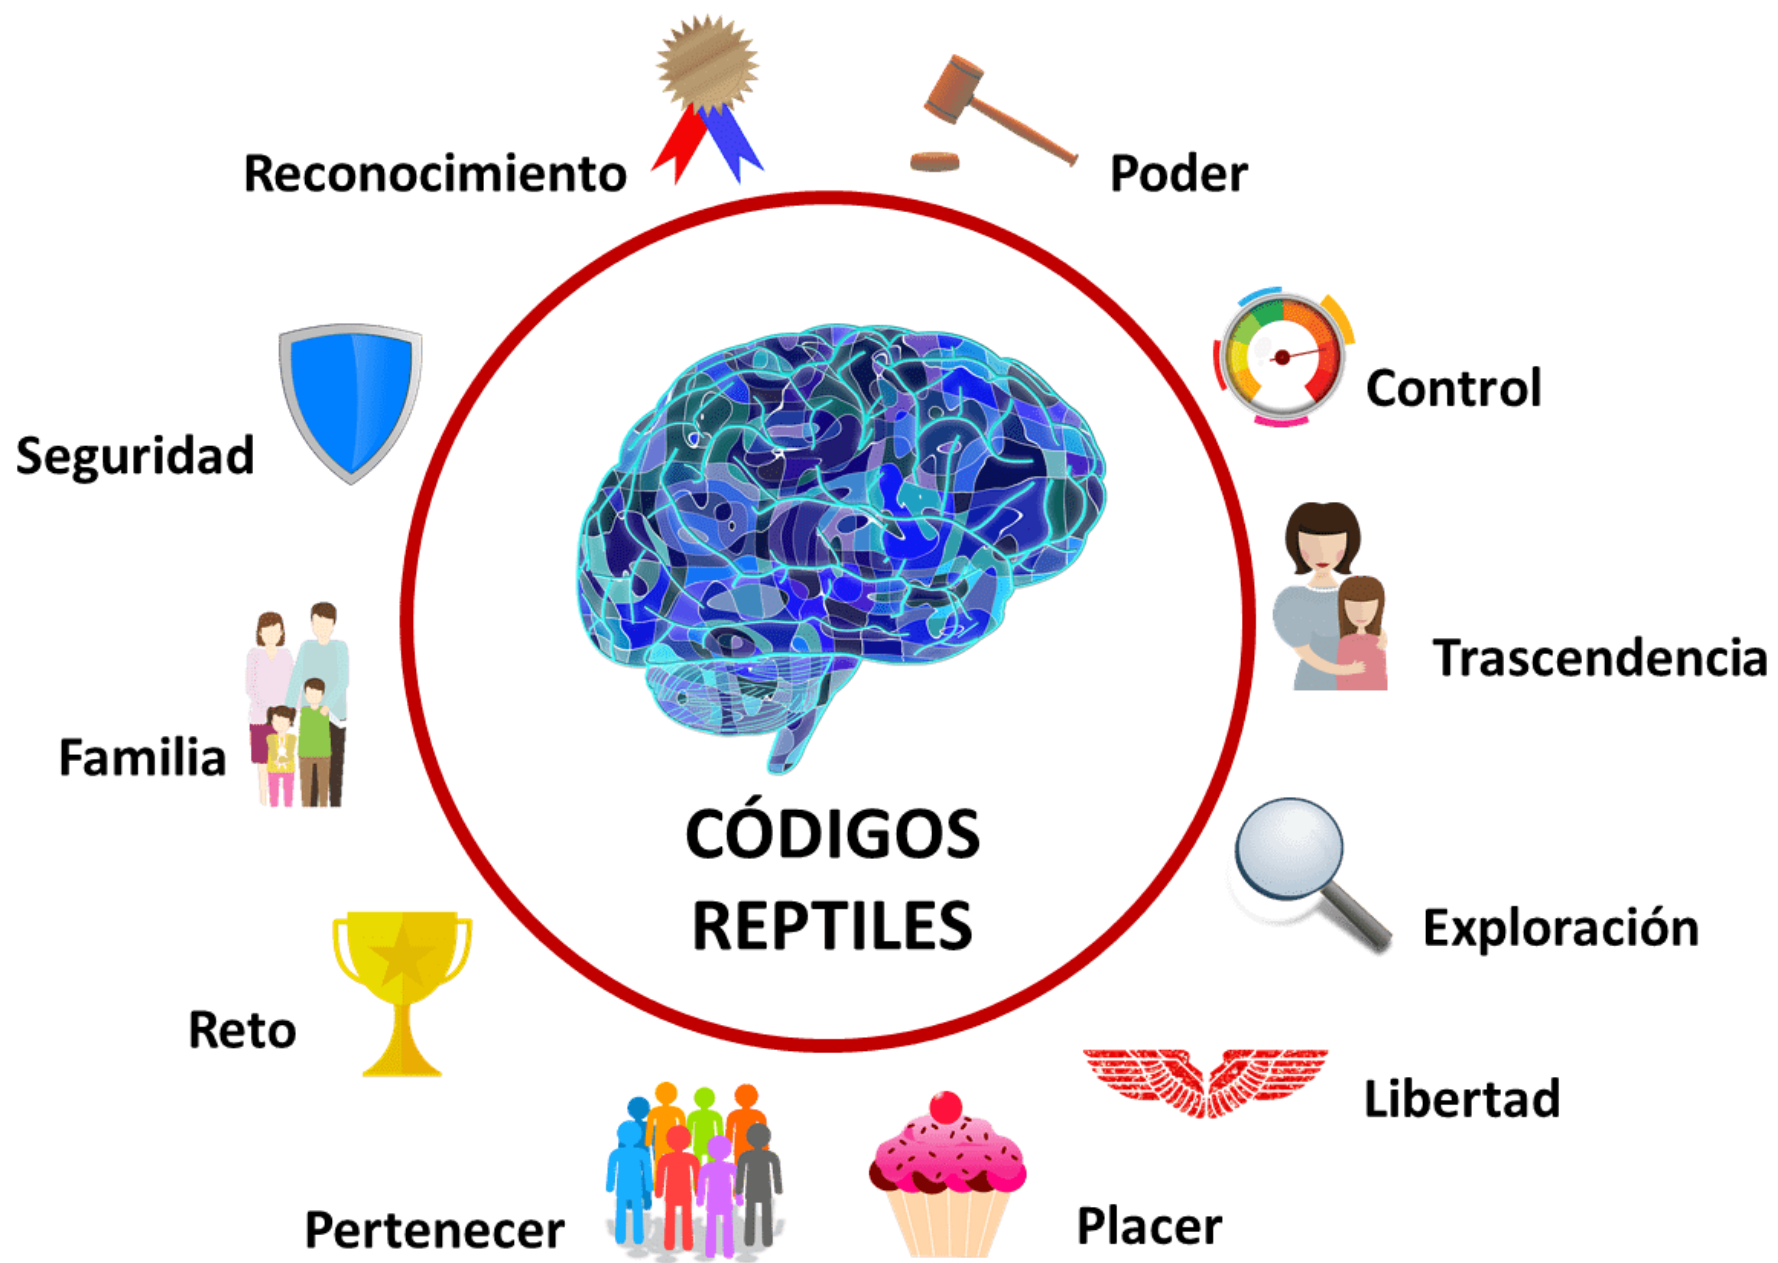 Reconocimiento
Poder
Control
Seguridad
Trascendencia
Familia
CÓDIGOS
REPTILES
Exploración
Reto
Libertad
Pertenecer
Placer